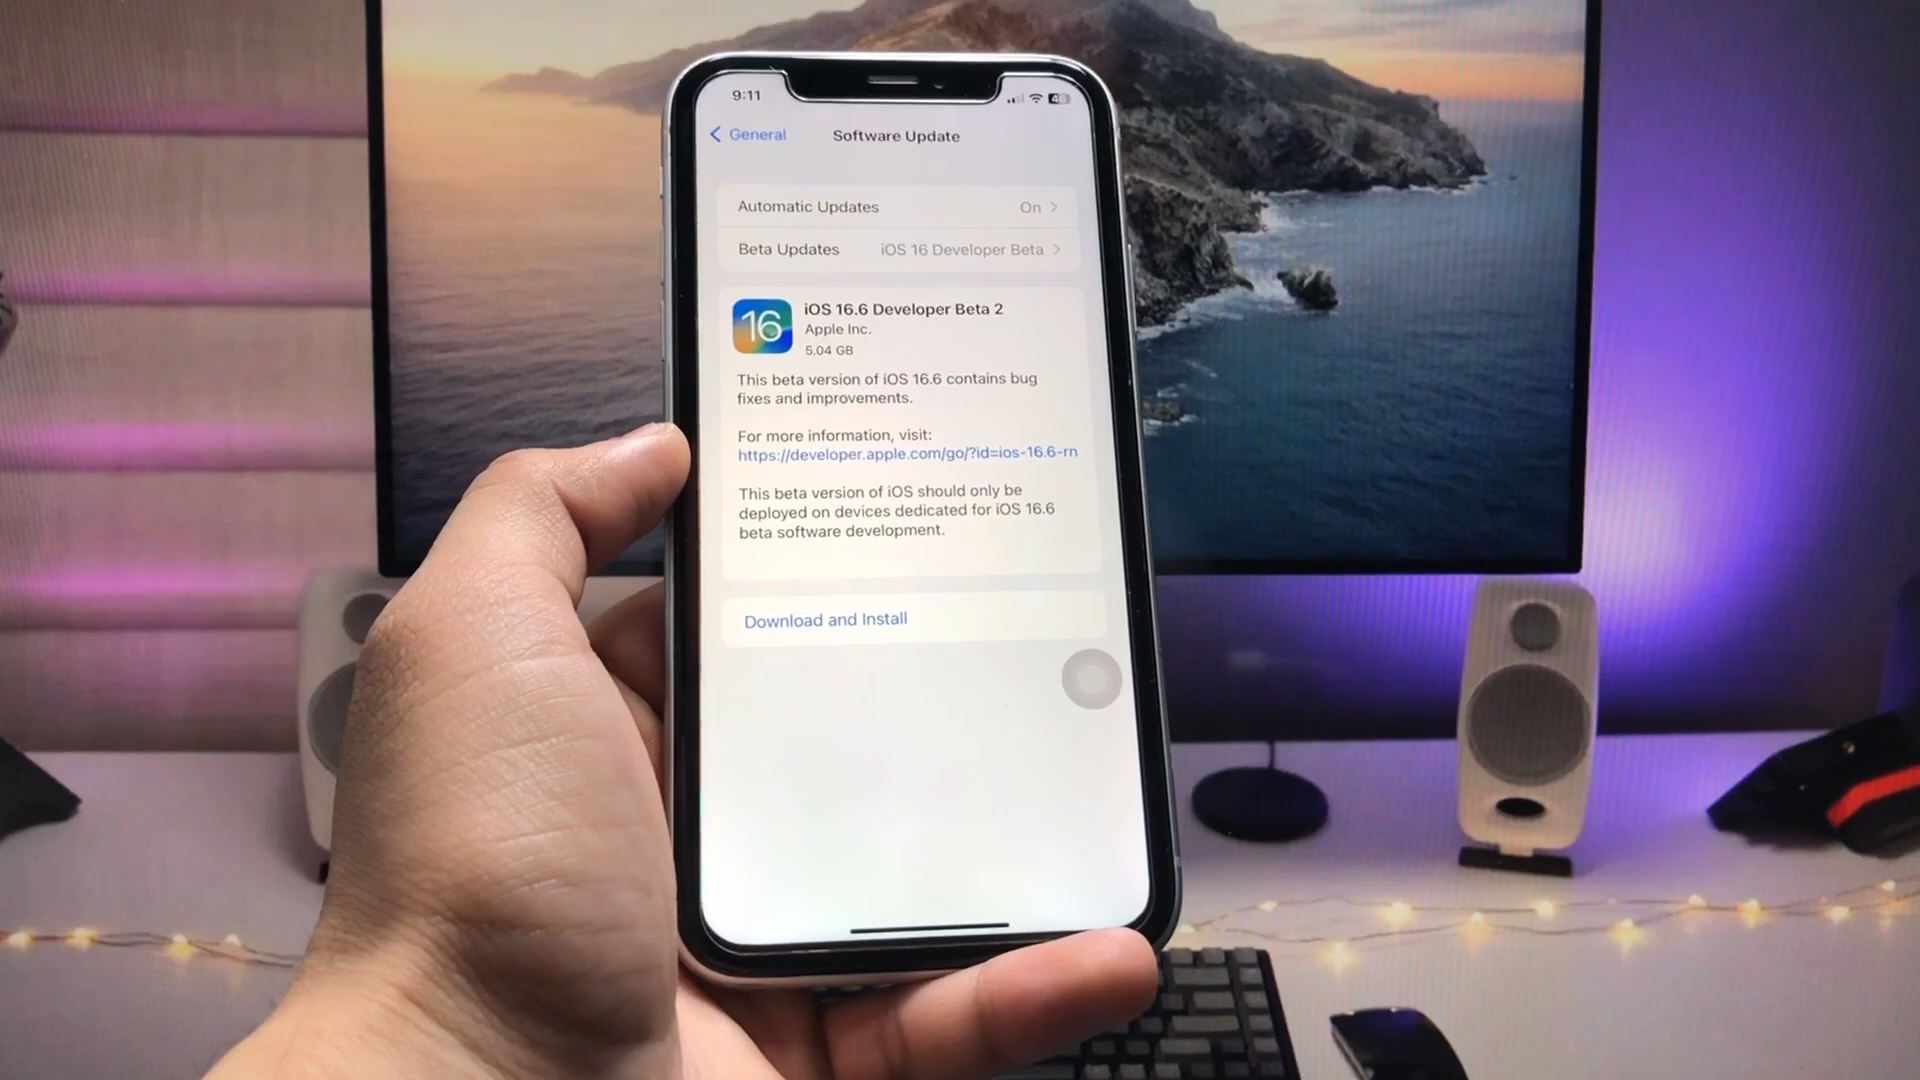 9:11
General
Software Update
Automatic Updates On
Beta Updates iOS 16 Developer Beta
16
iOS 16.6 Developer Beta 2
Apple Inc.
5.04 GB
This beta version of iOS 16.6 contains bug
fixes and improvements.
For more information, visit:
https://developer.apple.com/go/?id=ios-16.6-rn
This beta version of iOS should only be
deployed on devices dedicated for iOS 16.6
beta software development.
Download and Install